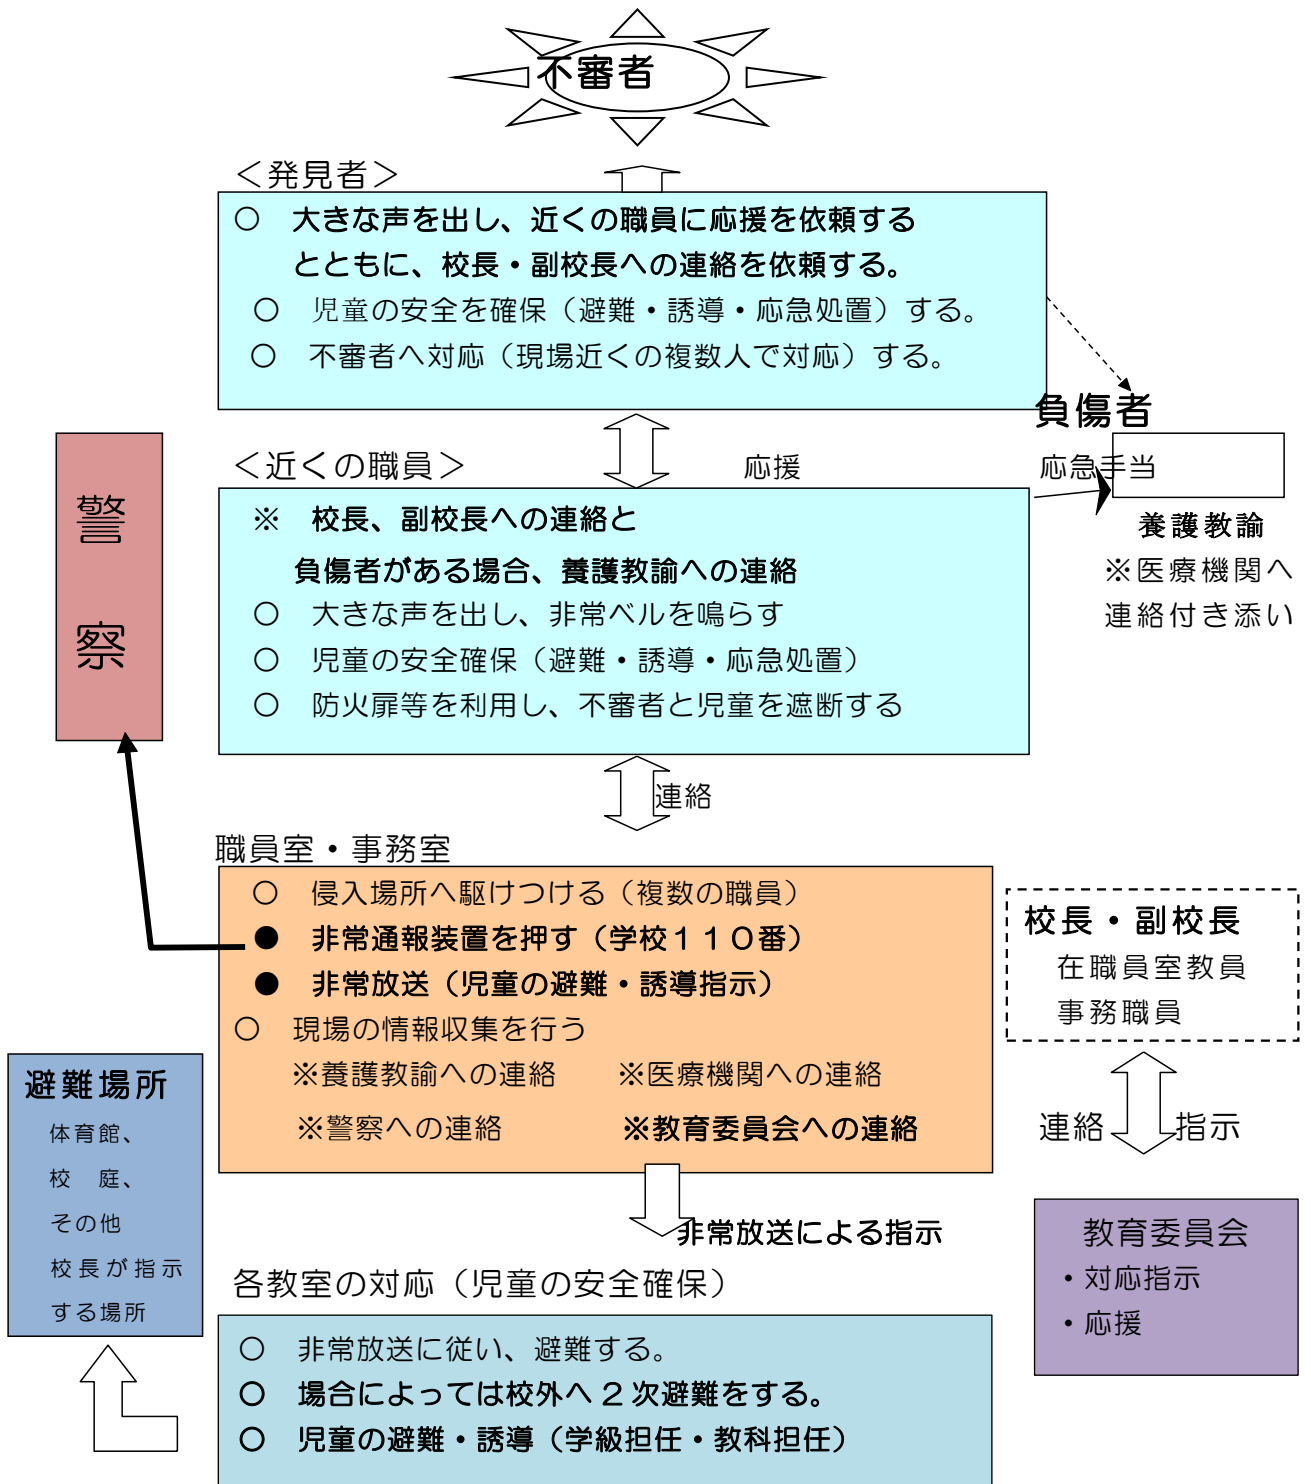 不審者
＜発見者＞
○　大きな声を出し、近くの職員に応援を依頼する
とともに、校長・副校長への連絡を依頼する。
○　児童の安全を確保（避難・誘導・応急処置）する。
○　不審者へ対応（現場近くの複数人で対応）する。
負傷者
警察
＜近くの職員＞
応援
応急手当
※　校長、副校長への連絡と
負傷者がある場合、養護教諭への連絡
○　大きな声を出し、非常ベルを鳴らす
○　児童の安全確保（避難・誘導・応急処置）
○　防火扉等を利用し、不審者と児童を遮断する
養護教諭
※医療機関へ
連絡付き添い
連絡
職員室・事務室
○　侵入場所へ駆けつける（複数の職員）
●　非常通報装置を押す（学校１１０番）
●　非常放送（児童の避難・誘導指示）
○　現場の情報収集を行う
※養護教諭への連絡　　※医療機関への連絡
※警察への連絡　　　　※教育委員会への連絡
校長・副校長
在職員室教員
事務職員
連絡　指示
避難場所
体育館、
校　庭、
その他
校長が指示
する場所
非常放送による指示
教育委員会
・対応指示
・応援
各教室の対応（児童の安全確保）
○　非常放送に従い、避難する。
○　場合によっては校外へ２次避難をする。
○　児童の避難・誘導（学級担任・教科担任）